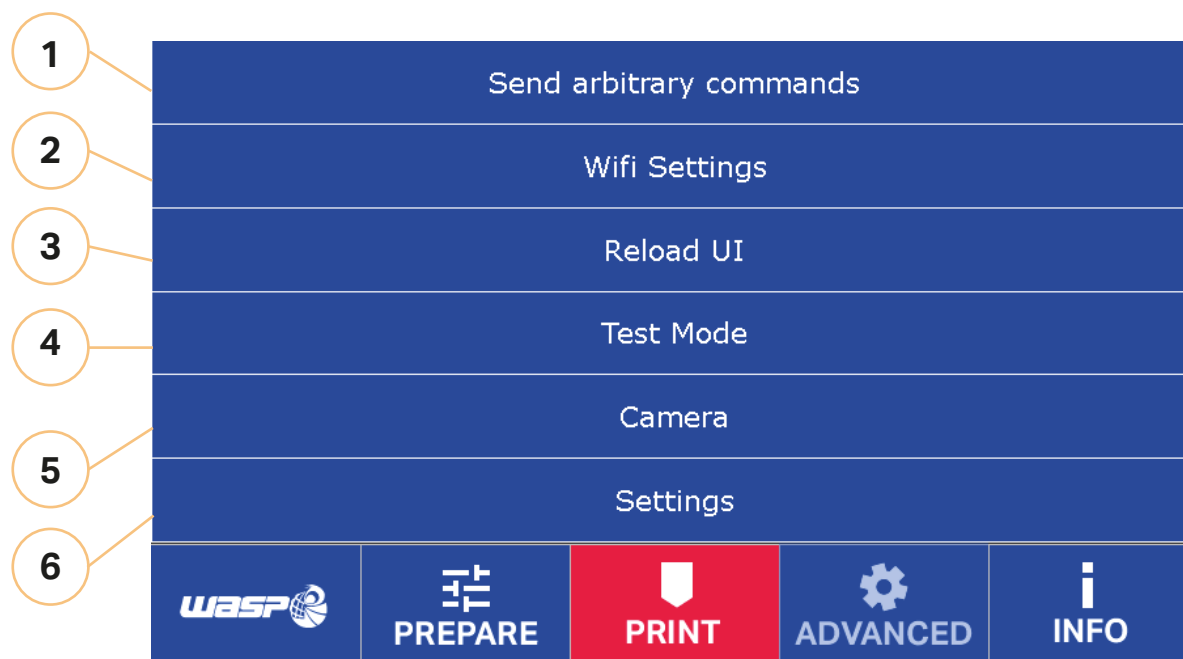 1
Send arbitrary commands
2
Wifi Settings
3
Reload UI
4
Test Mode
5
Camera
6
Settings
wasp
PREPARE
PRINT
ADVANCED
INFO